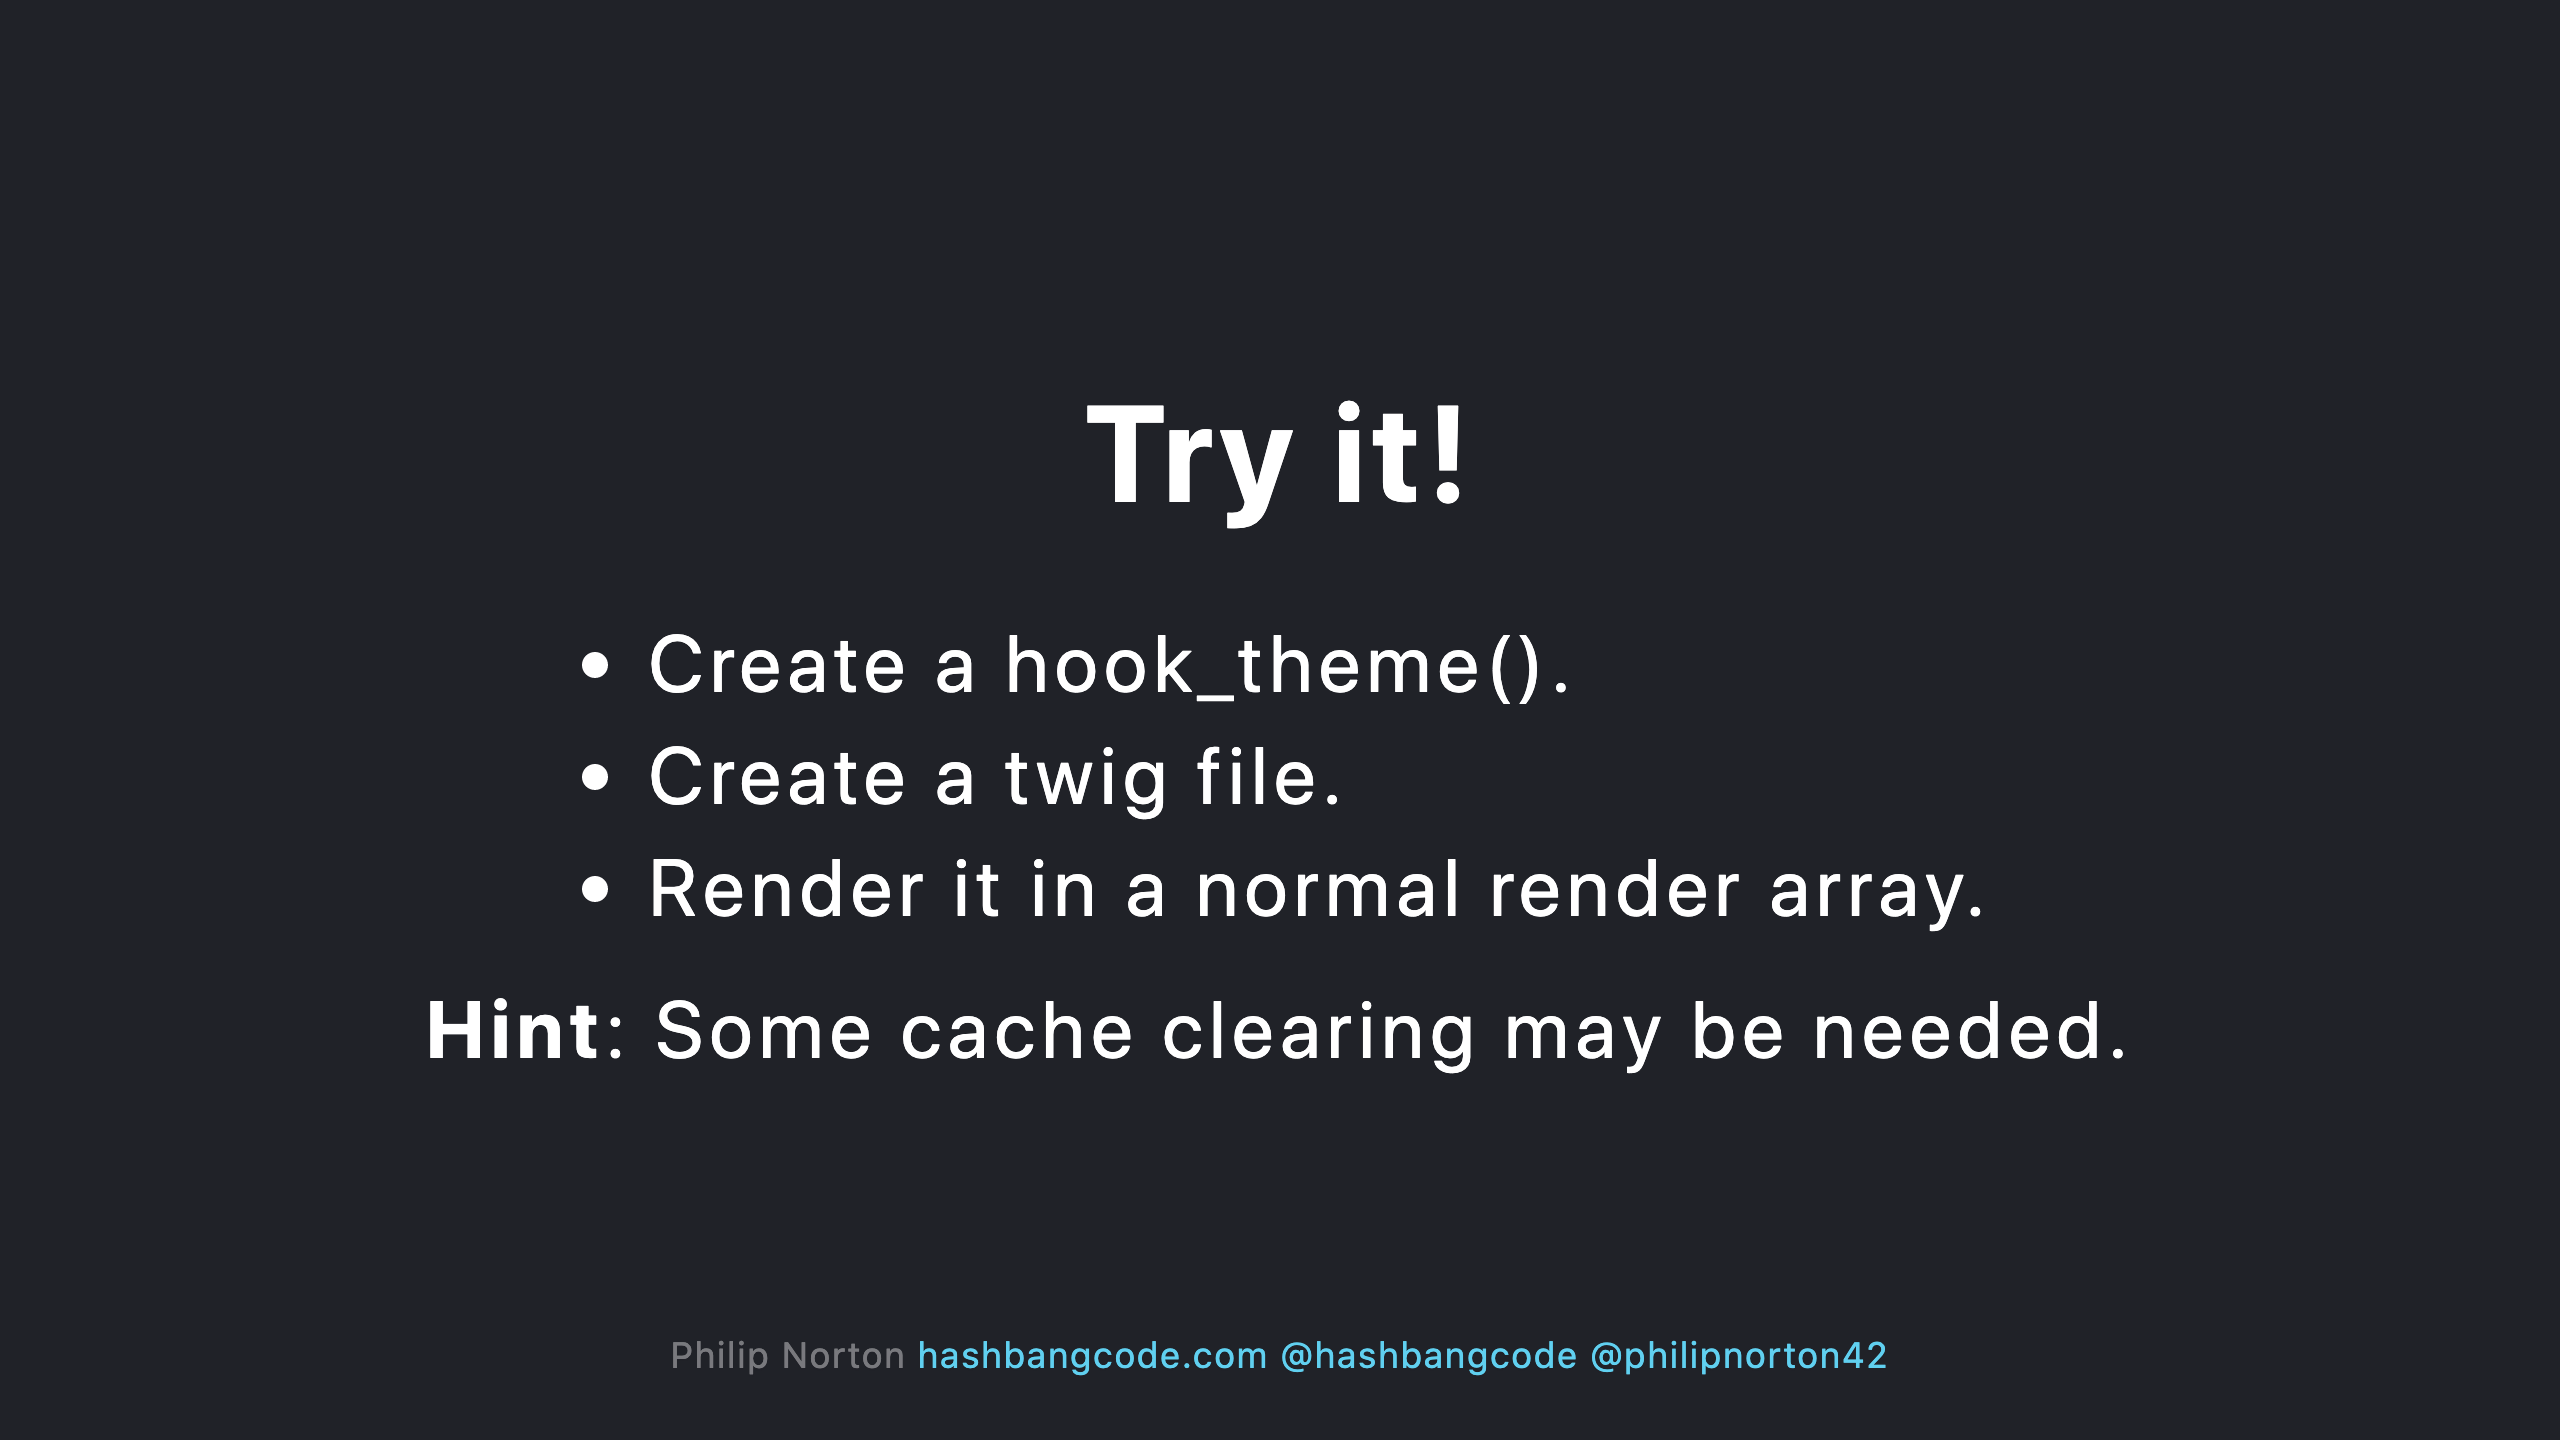 Try it!
• Create a hook_theme().
• Create a twig file.
• Render it in a normal render array.
Hint: Some cache clearing may be needed.
Philip Norton hashbangcode.com @hashbangcode @philipnorton42